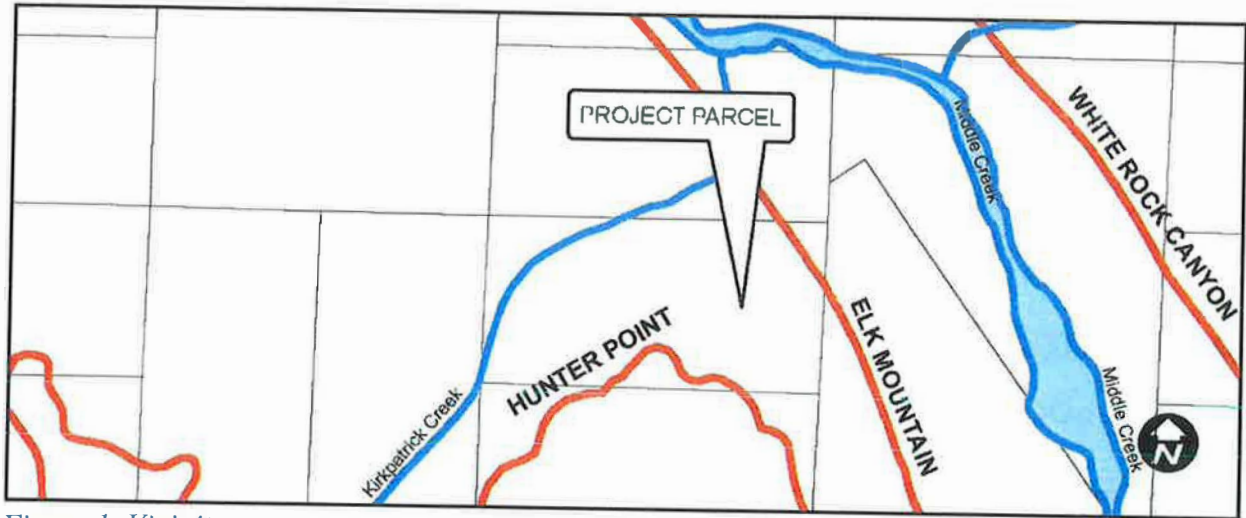 PROJECT PARCEL
Middle Creek
WHITE ROCK CANYON
HUNTER POINT
ELK MOUNTAIN
Kirkpatrick Creek
Middle Creek
N